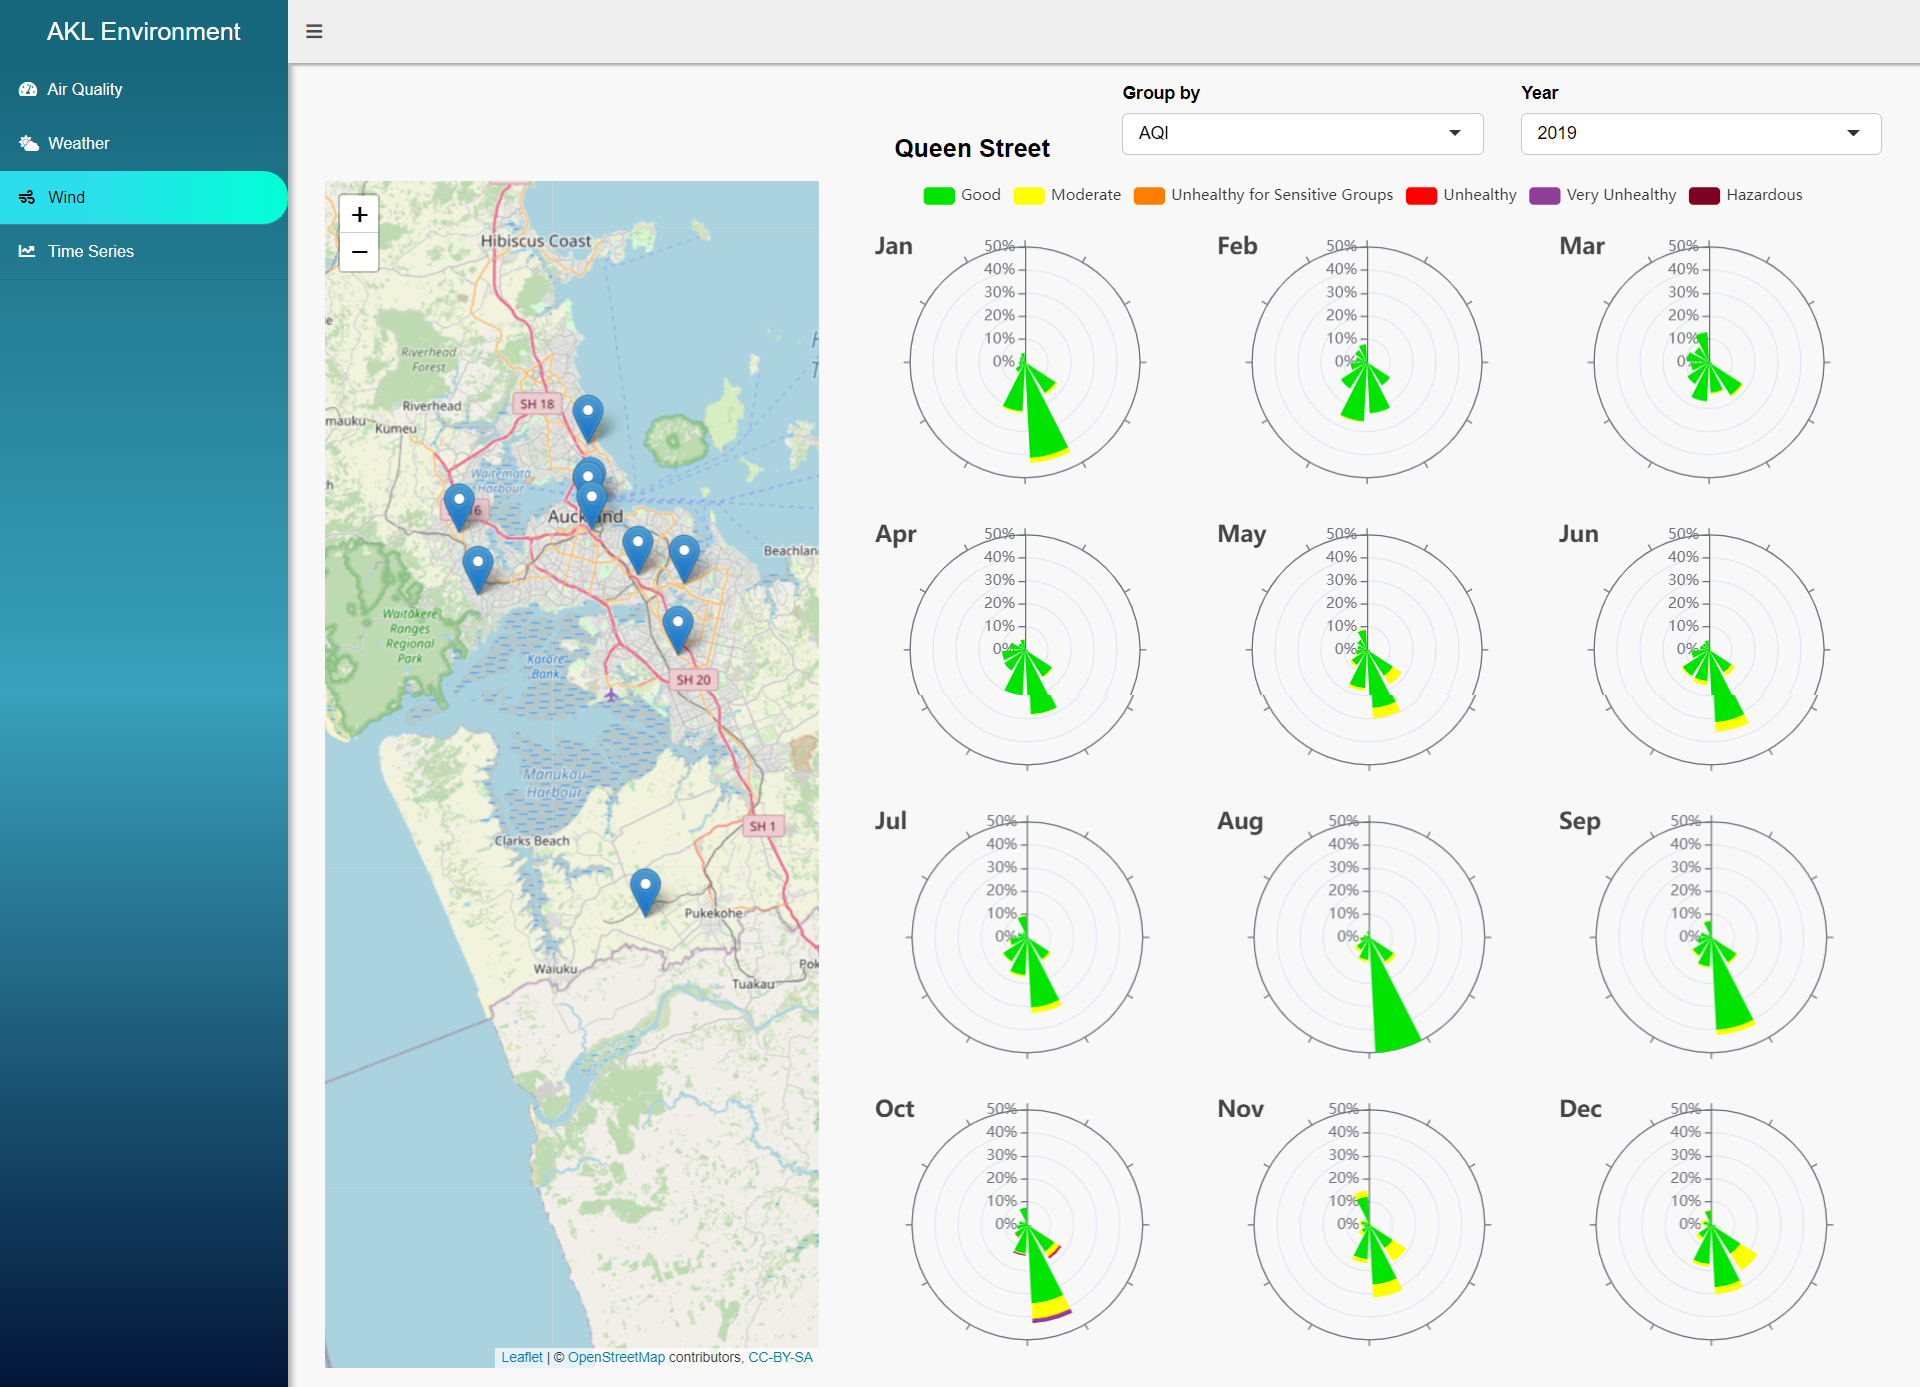 AKL Environment
Air Quality
Weather
Wind
Time Series
Group by
Year
AQI
2019
Queen Street
Good Moderate Unhealthy for Sensitive Groups Unhealthy Very Unhealthy Hazardous
+
−
Hibiscus Coast
Riverhead
Forest
SH 18
Riverhead
Kumeu
Waitematā
Harbour
Auckland
Beachlan
Waitākere
Ranges
Regional
Park
Karore
Bank
SH 20
Manukau
Harbour
SH 1
Clarks Beach
Pukekohe
Waiuku
Tuakau
Leaflet | © OpenStreetMap contributors, CC-BY-SA
Jan
50%
40%
30%
20%
10%
0%
Feb
50%
40%
30%
20%
10%
0%
Mar
50%
40%
30%
20%
10%
0%
Apr
50%
40%
30%
20%
10%
0%
May
50%
40%
30%
20%
10%
0%
Jun
50%
40%
30%
20%
10%
0%
Jul
50%
40%
30%
20%
10%
0%
Aug
50%
40%
30%
20%
10%
0%
Sep
50%
40%
30%
20%
10%
0%
Oct
50%
40%
30%
20%
10%
0%
Nov
50%
40%
30%
20%
10%
0%
Dec
50%
40%
30%
20%
10%
0%